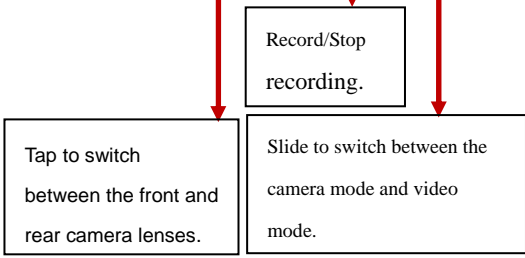 Record/Stop
recording.
Tap to switch
between the front and
rear camera lenses.
Slide to switch between the
camera mode and video
mode.